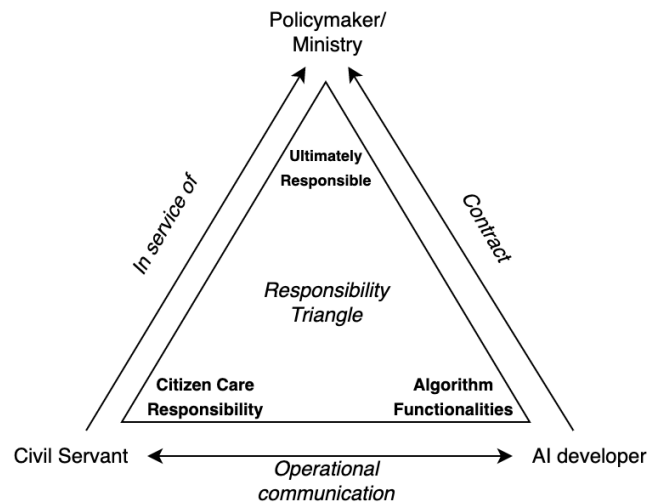 Policymaker/
Ministry
Ultimately
Responsible
In service of
Contract
Responsibility
Triangle
Citizen Care
Responsibility
Algorithm
Functionalities
Civil Servant
AI developer
Operational
communication